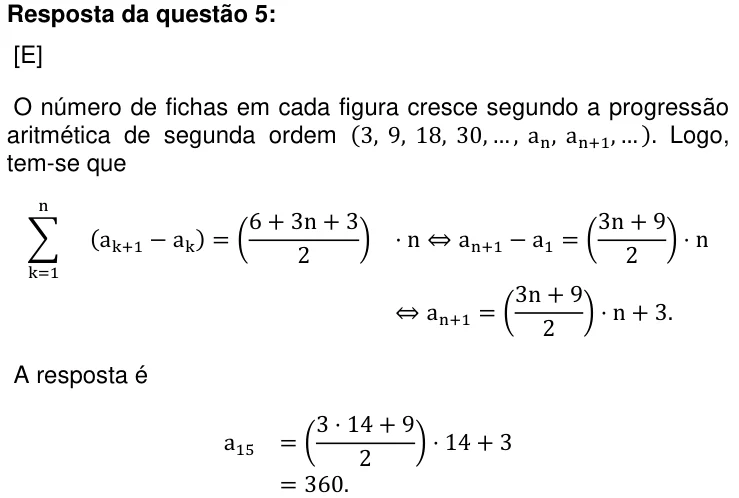 Resposta da questão 5:
[E]
O número de fichas em cada figura cresce segundo a progressão
aritmética de segunda ordem (3, 9, 18, 30, ... , aₙ, aₙ₊₁, ... ). Logo,
tem-se que
∑ₖ₌₁ⁿ (aₖ₊₁ − aₖ) = ((6 + 3n + 3)/2) · n ⇔ aₙ₊₁ − a₁ = ((3n + 9)/2) · n
⇔ aₙ₊₁ = ((3n + 9)/2) · n + 3.
A resposta é
a₁₅ = ((3 · 14 + 9)/2) · 14 + 3
= 360.